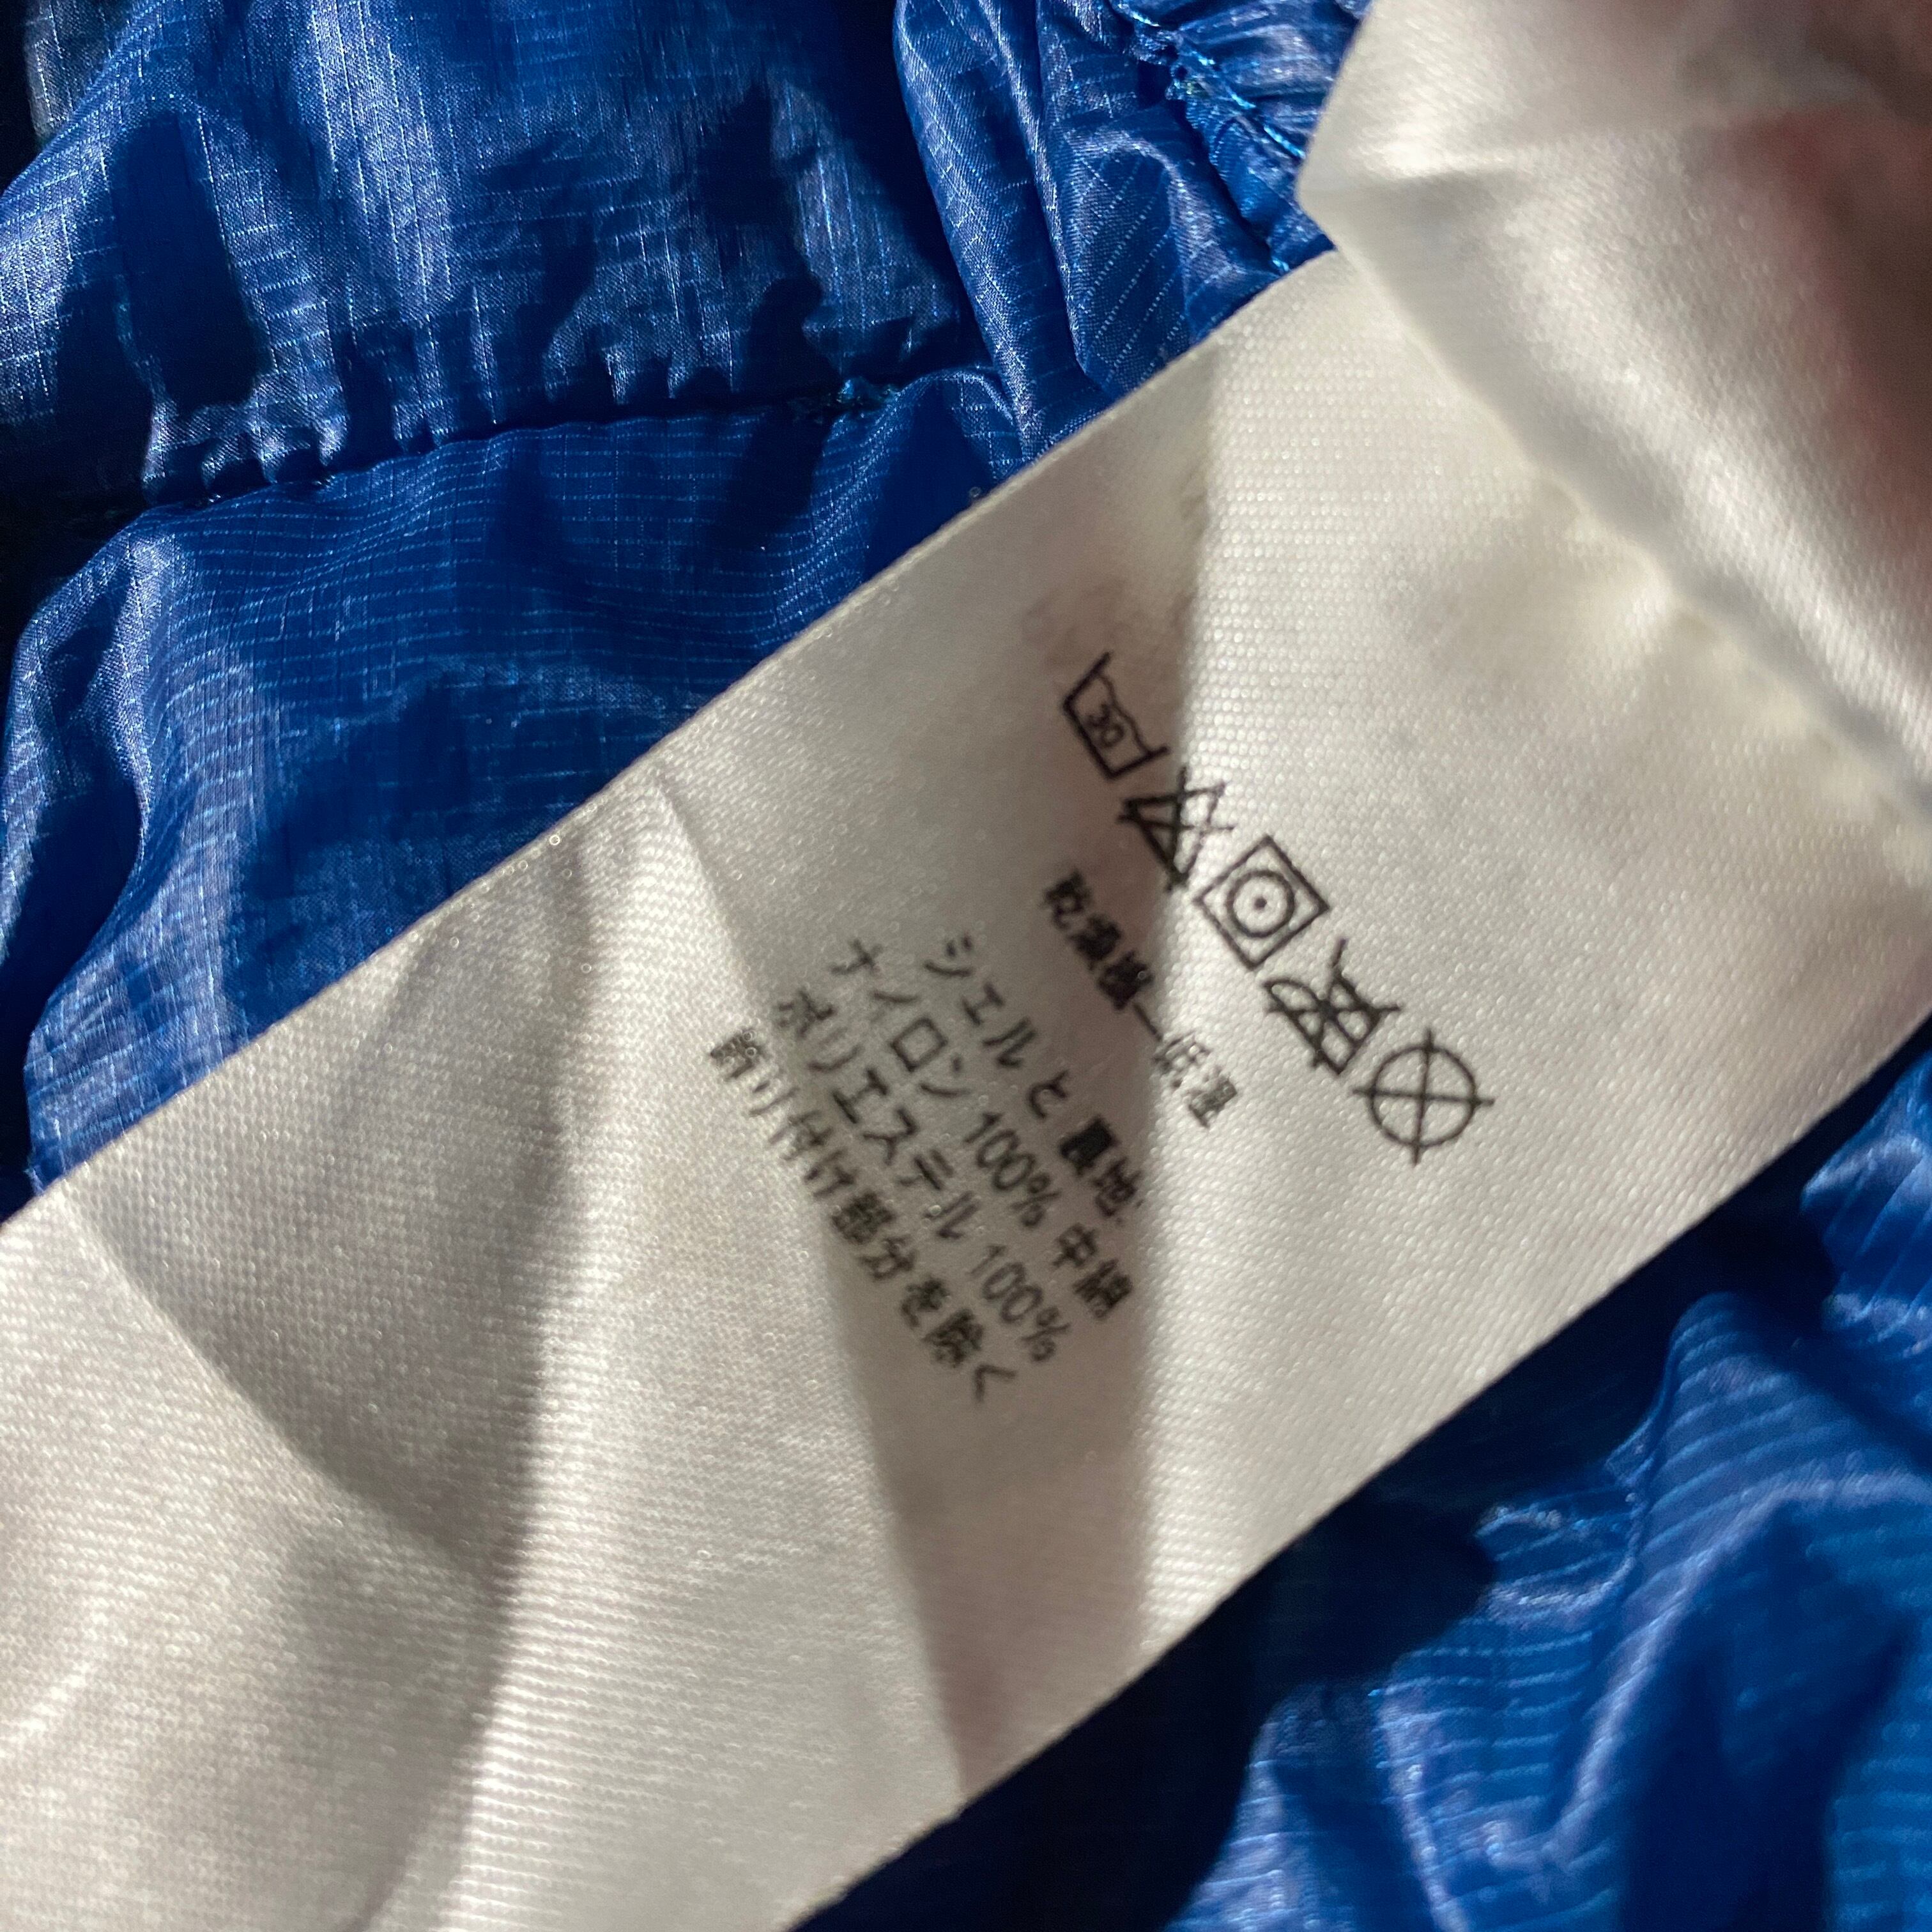 30
乾燥機—低温
シェルと裏地
ナイロン 100% 中綿
ポリエステル 100%
飾り付け部分を除く